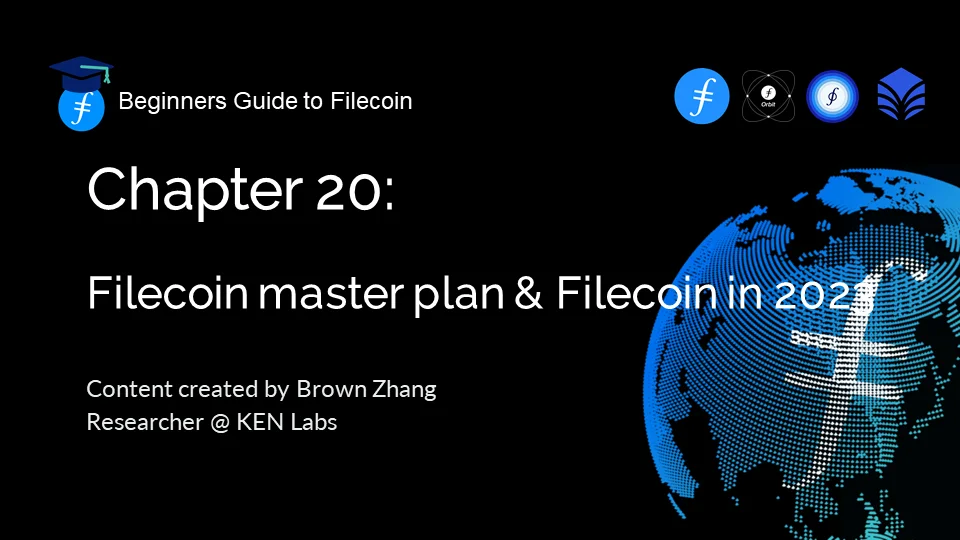 Beginners Guide to Filecoin
Orbit
Chapter 20:
Filecoin master plan & Filecoin in 2021
Content created by Brown Zhang
Researcher @ KEN Labs